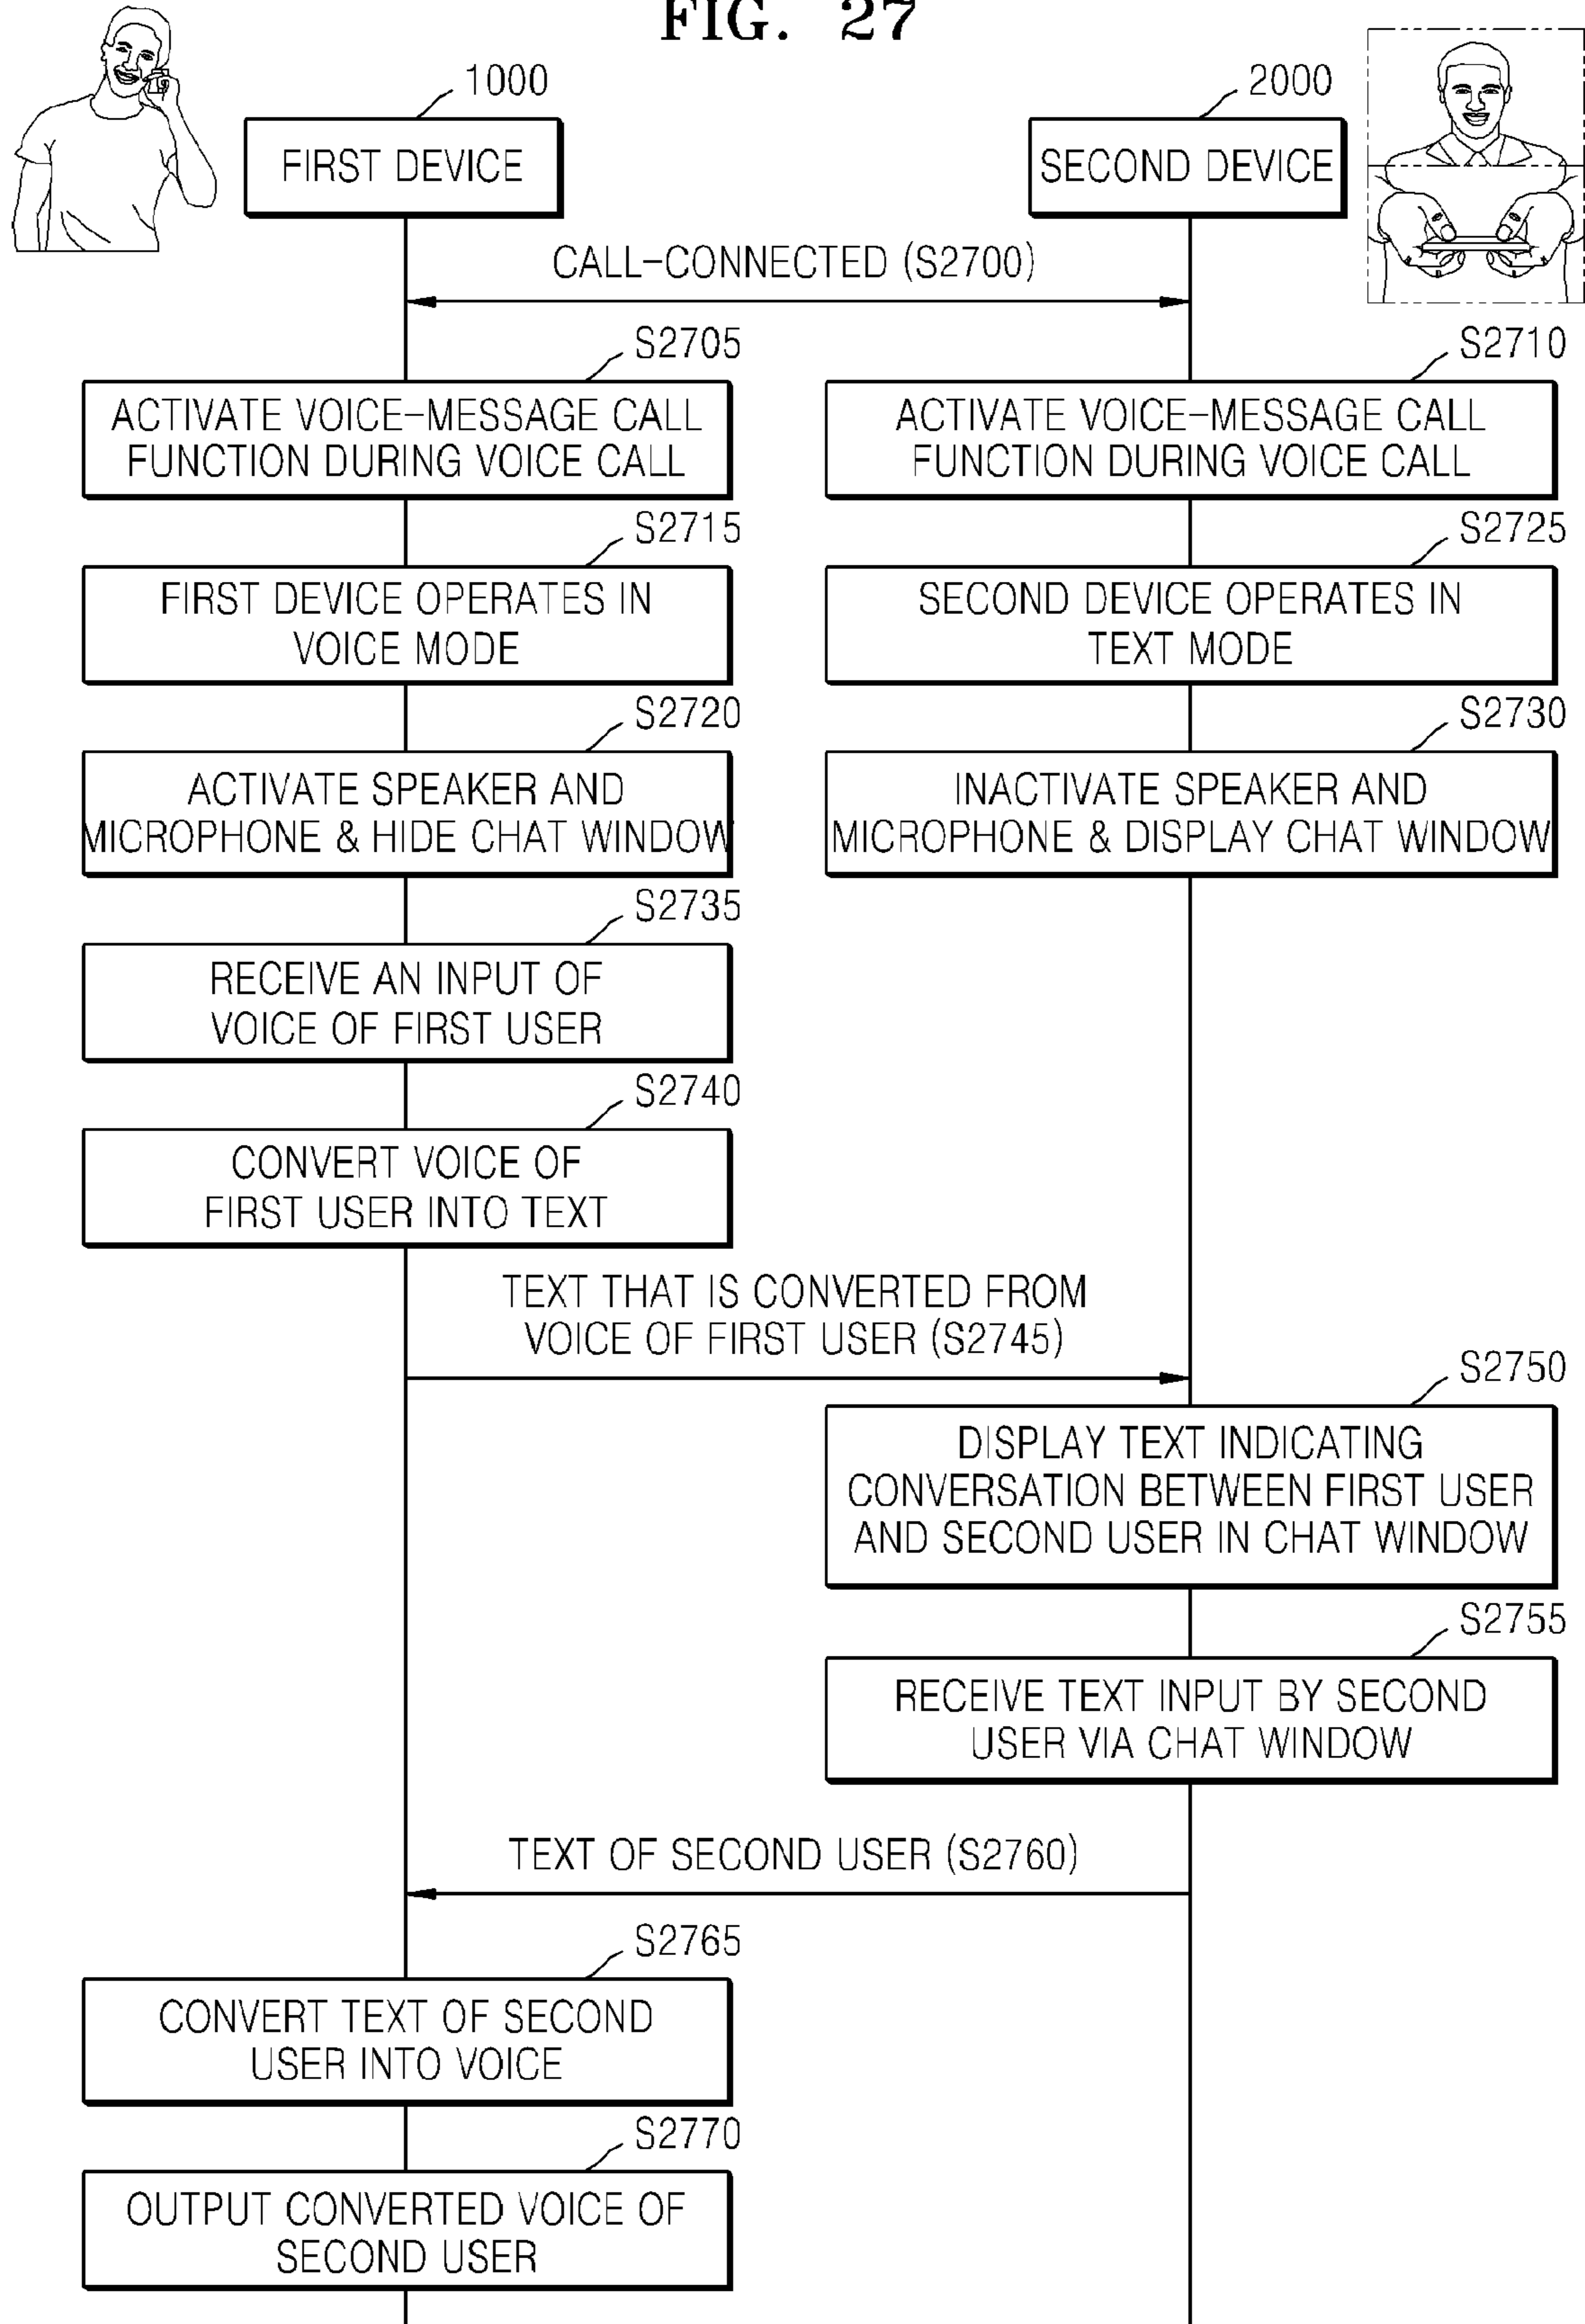 FIG. 27
1000
FIRST DEVICE
2000
SECOND DEVICE
CALL-CONNECTED (S2700)
S2705
ACTIVATE VOICE-MESSAGE CALL
FUNCTION DURING VOICE CALL
S2710
ACTIVATE VOICE-MESSAGE CALL
FUNCTION DURING VOICE CALL
S2715
FIRST DEVICE OPERATES IN
VOICE MODE
S2725
SECOND DEVICE OPERATES IN
TEXT MODE
S2720
ACTIVATE SPEAKER AND
MICROPHONE & HIDE CHAT WINDOW
S2730
INACTIVATE SPEAKER AND
MICROPHONE & DISPLAY CHAT WINDOW
S2735
RECEIVE AN INPUT OF
VOICE OF FIRST USER
S2740
CONVERT VOICE OF
FIRST USER INTO TEXT
TEXT THAT IS CONVERTED FROM
VOICE OF FIRST USER (S2745)
S2750
DISPLAY TEXT INDICATING
CONVERSATION BETWEEN FIRST USER
AND SECOND USER IN CHAT WINDOW
S2755
RECEIVE TEXT INPUT BY SECOND
USER VIA CHAT WINDOW
TEXT OF SECOND USER (S2760)
S2765
CONVERT TEXT OF SECOND
USER INTO VOICE
S2770
OUTPUT CONVERTED VOICE OF
SECOND USER